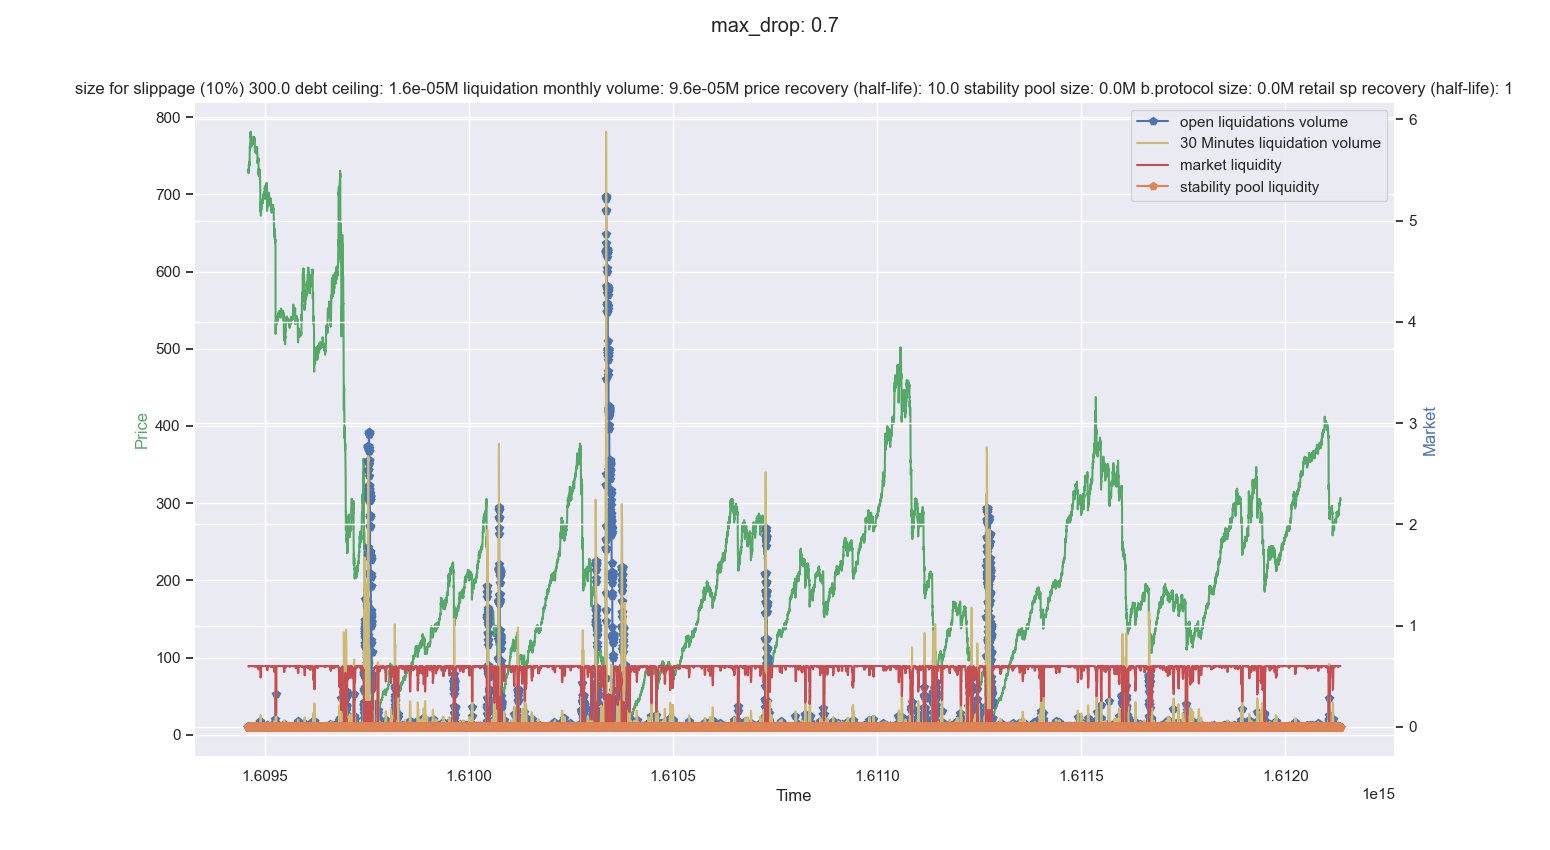 max_drop: 0.7
size for slippage (10%) 300.0 debt ceiling: 1.6e-05M liquidation monthly volume: 9.6e-05M price recovery (half-life): 10.0 stability pool size: 0.0M b.protocol size: 0.0M retail sp recovery (half-life): 1
open liquidations volume
30 Minutes liquidation volume
market liquidity
stability pool liquidity
800
700
600
500
400
300
200
100
0
Price
6
5
4
3
2
1
0
Market
1.6095 1.6100 1.6105 1.6110 1.6115 1.6120
Time
1e15